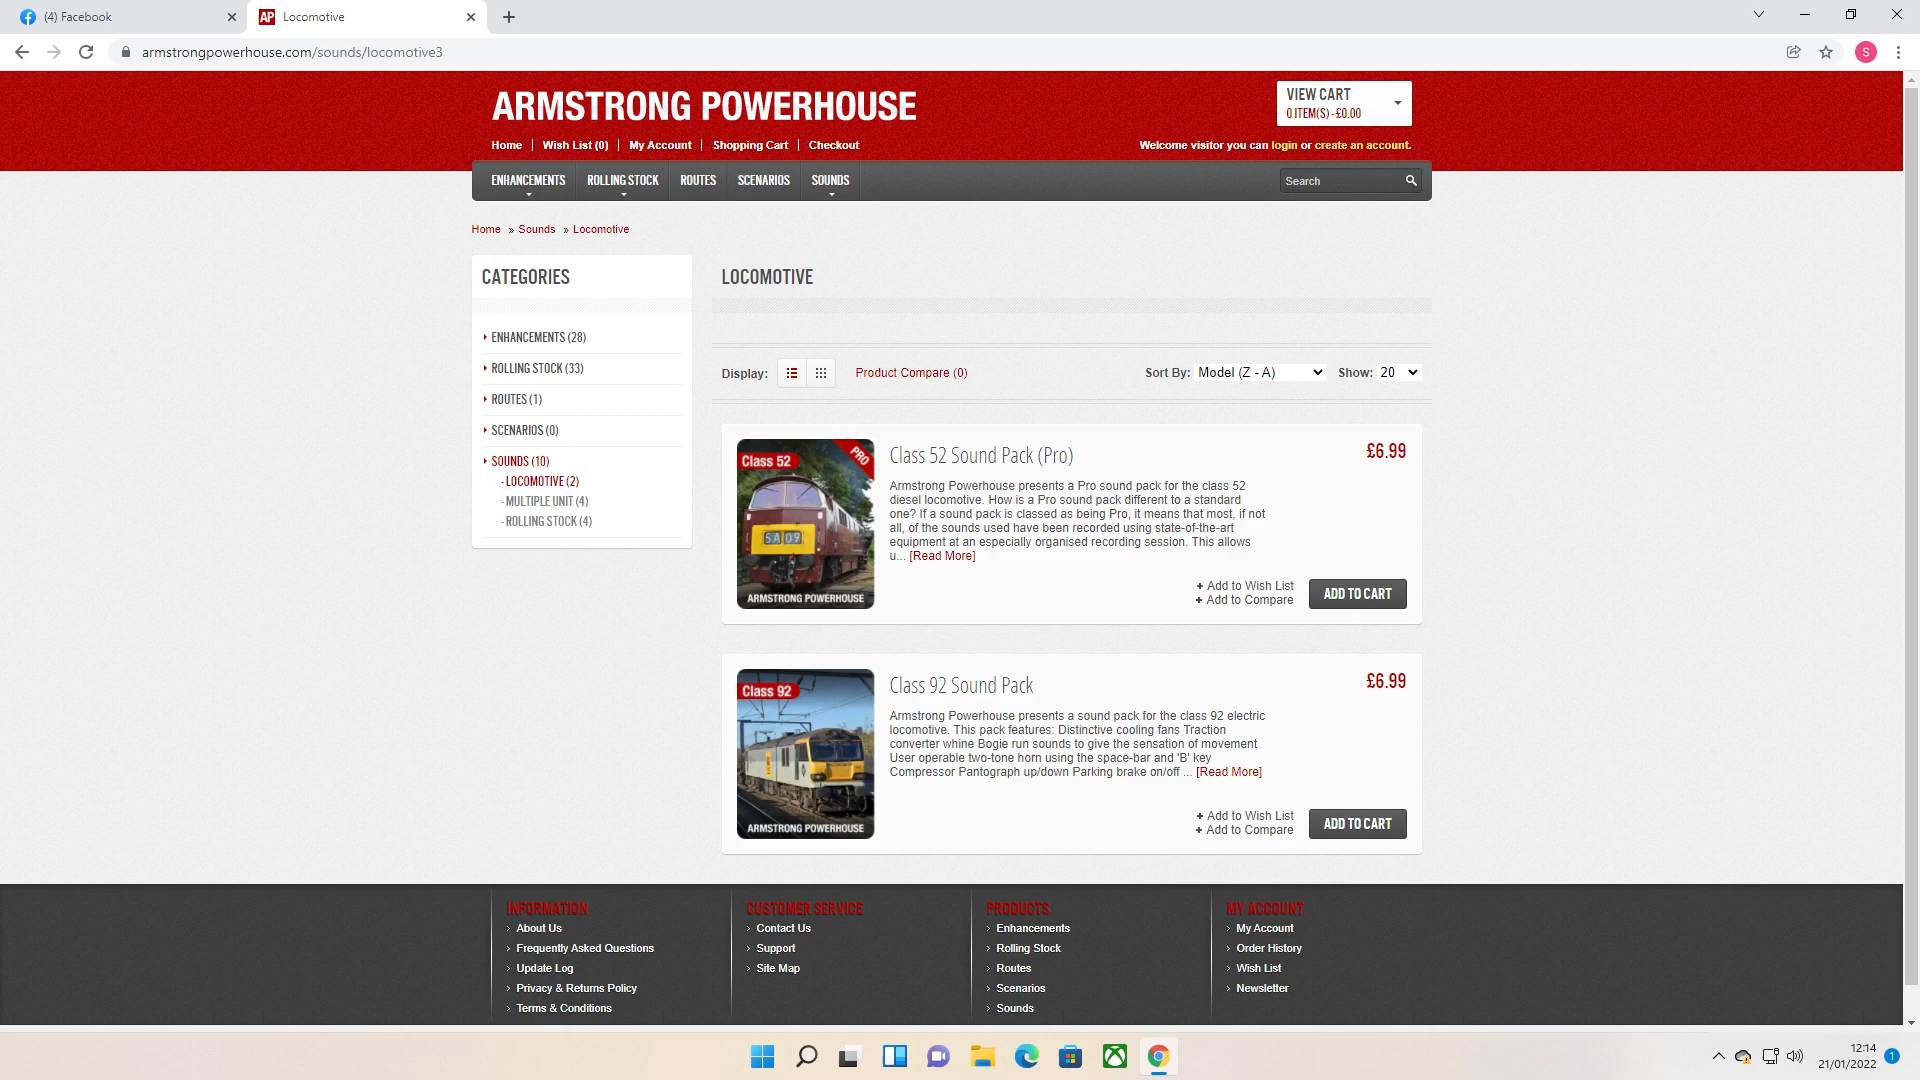 (4) Facebook
AP Locomotive
armstrongpowerhouse.com/sounds/locomotive3
S
ARMSTRONG POWERHOUSE
VIEW CART
0 ITEM(S) - £0.00
Home Wish List (0) My Account Shopping Cart Checkout
Welcome visitor you can login or create an account.
ENHANCEMENTS ROLLING STOCK ROUTES SCENARIOS SOUNDS
Search
Home » Sounds » Locomotive
CATEGORIES
ENHANCEMENTS (28)
ROLLING STOCK (33)
ROUTES (1)
SCENARIOS (0)
SOUNDS (10)
- LOCOMOTIVE (2)
- MULTIPLE UNIT (4)
- ROLLING STOCK (4)
LOCOMOTIVE
Display: Product Compare (0) Sort By: Model (Z - A) Show: 20
Class 52
PRO
5A 09
ARMSTRONG POWERHOUSE
Class 52 Sound Pack (Pro)
£6.99
Armstrong Powerhouse presents a Pro sound pack for the class 52
diesel locomotive. How is a Pro sound pack different to a standard
one? If a sound pack is classed as being Pro, it means that most, if not
all, of the sounds used have been recorded using state-of-the-art
equipment at an especially organised recording session. This allows
u... [Read More]
+ Add to Wish List
+ Add to Compare
ADD TO CART
Class 92
ARMSTRONG POWERHOUSE
Class 92 Sound Pack
£6.99
Armstrong Powerhouse presents a sound pack for the class 92 electric
locomotive. This pack features: Distinctive cooling fans Traction
converter whine Bogie run sounds to give the sensation of movement
User operable two-tone horn using the space-bar and 'B' key
Compressor Pantograph up/down Parking brake on/off ... [Read More]
+ Add to Wish List
+ Add to Compare
ADD TO CART
INFORMATION
About Us
Frequently Asked Questions
Update Log
Privacy & Returns Policy
Terms & Conditions
CUSTOMER SERVICE
Contact Us
Support
Site Map
PRODUCTS
Enhancements
Rolling Stock
Routes
Scenarios
Sounds
MY ACCOUNT
My Account
Order History
Wish List
Newsletter
12:14
21/01/2022
1